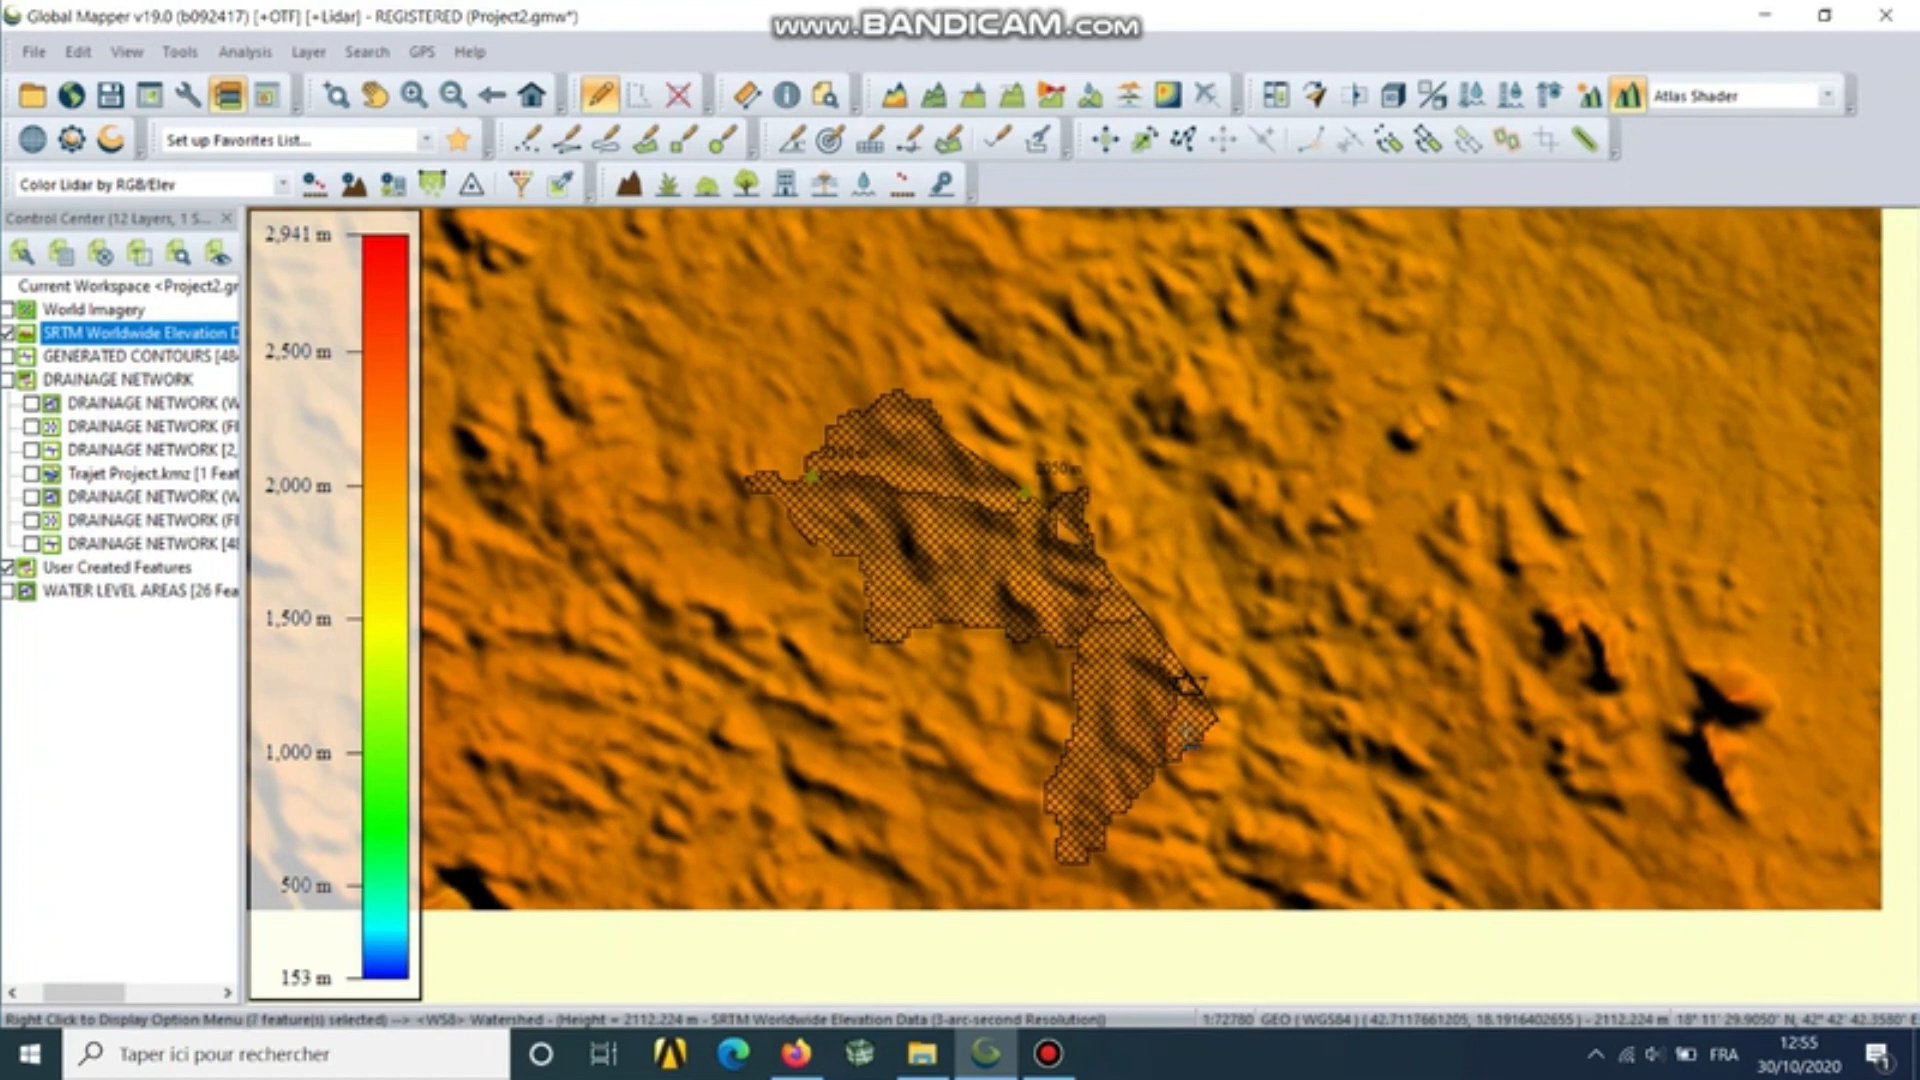 Global Mapper v19.0 (b092417) [+OTF] [+Lidar] - REGISTERED (Project2.gmw*)
www.BANDICAM.com
File Edit View Tools Analysis Layer Search GPS Help
Atlas Shader
Set up Favorites List...
Color Lidar by RGB/Elev
Control Center (12 Layers, 1 S...
Current Workspace <Project2.gr
World Imagery
SRTM Worldwide Elevation D
GENERATED CONTOURS [48
DRAINAGE NETWORK
DRAINAGE NETWORK (W
DRAINAGE NETWORK (FI
DRAINAGE NETWORK [2,
Trajet Project.kmz [1 Feat
DRAINAGE NETWORK (W
DRAINAGE NETWORK (FI
DRAINAGE NETWORK [48
User Created Features
WATER LEVEL AREAS [26 Fea
2,941 m
2,500 m
2,000 m
1,500 m
1,000 m
500 m
153 m
Right Click to Display Option Menu (7 feature(s) selected) --> <WS8> Watershed - (Height = 2112.224 m - SRTM Worldwide Elevation Data (3-arc-second Resolution))
1:72780 GEO ( WGS84 ) ( 42.7117661205, 18.1916402655 ) - 2112.224 m 18° 11' 29.9050" N, 42° 42' 42.3580" E
Taper ici pour rechercher
FRA
12:55
30/10/2020
1